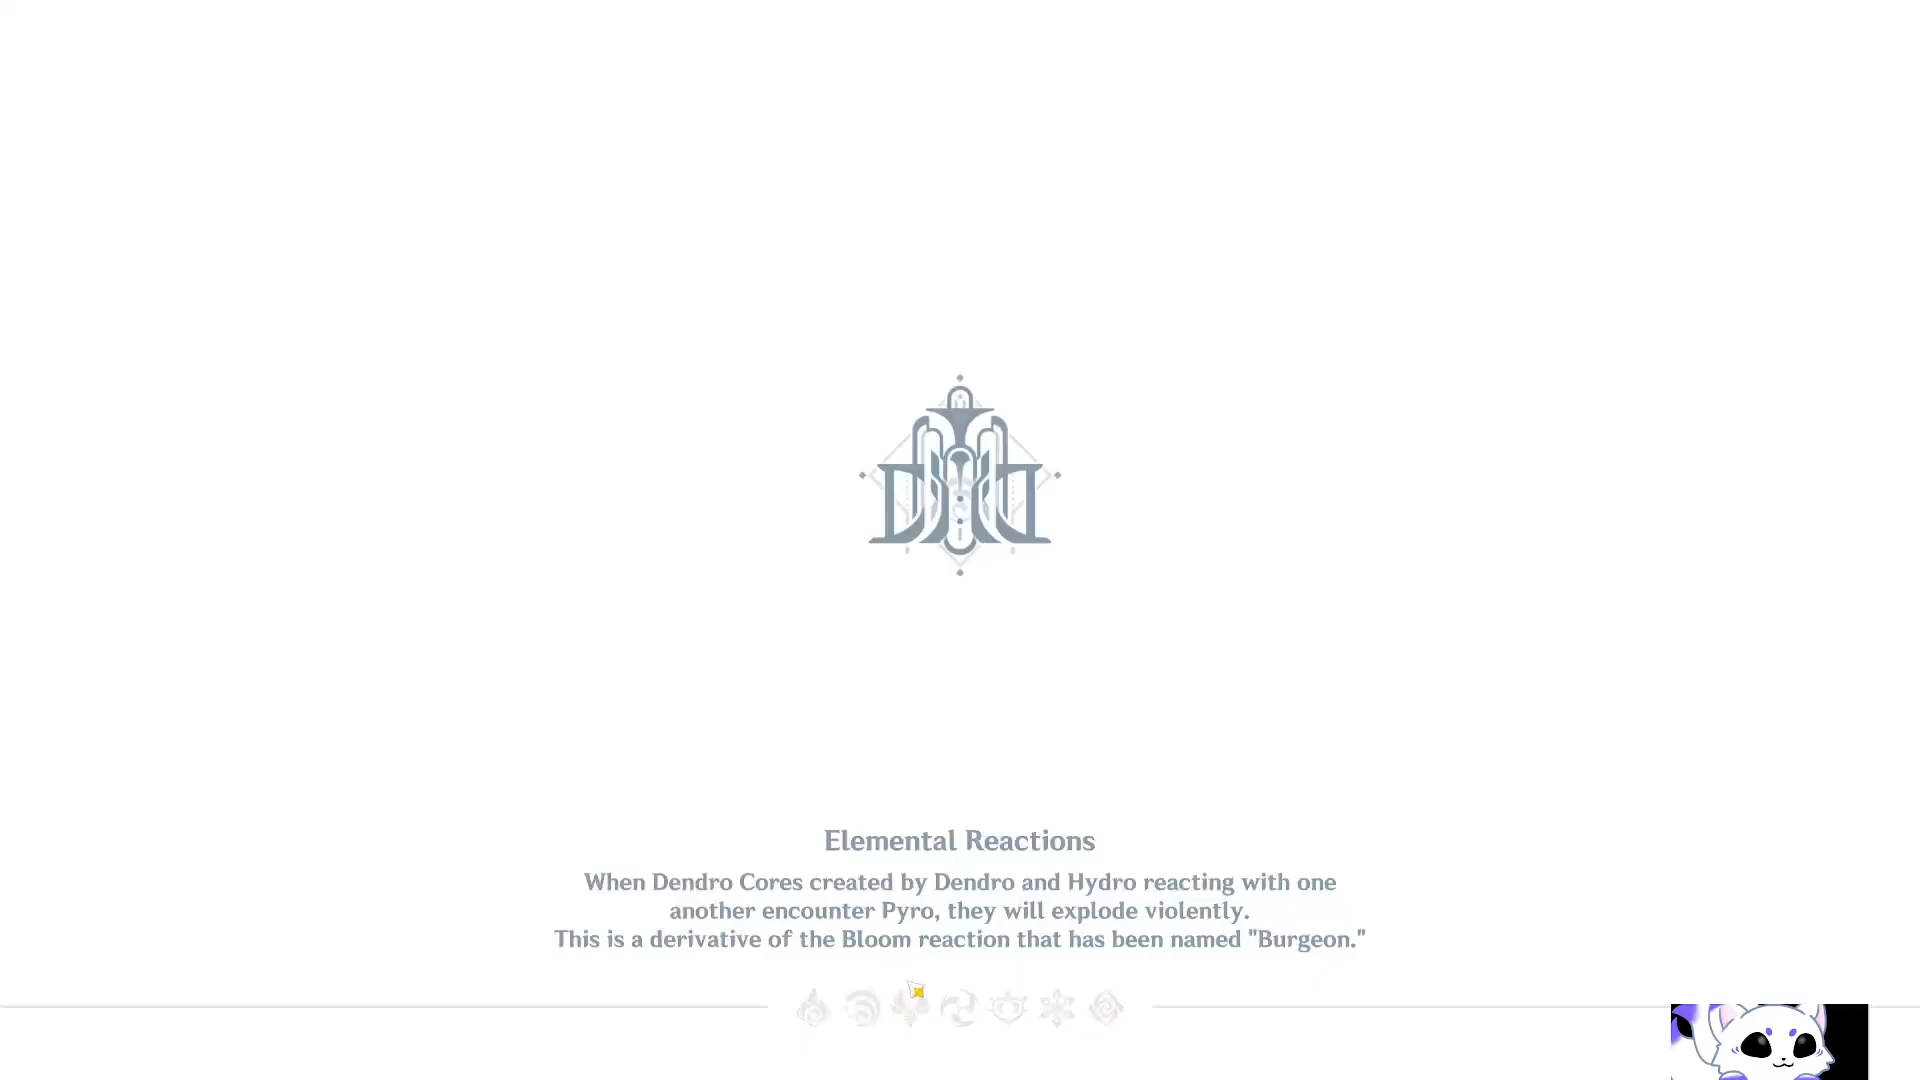 Elemental Reactions
When Dendro Cores created by Dendro and Hydro reacting with one
another encounter Pyro, they will explode violently.
This is a derivative of the Bloom reaction that has been named "Burgeon."